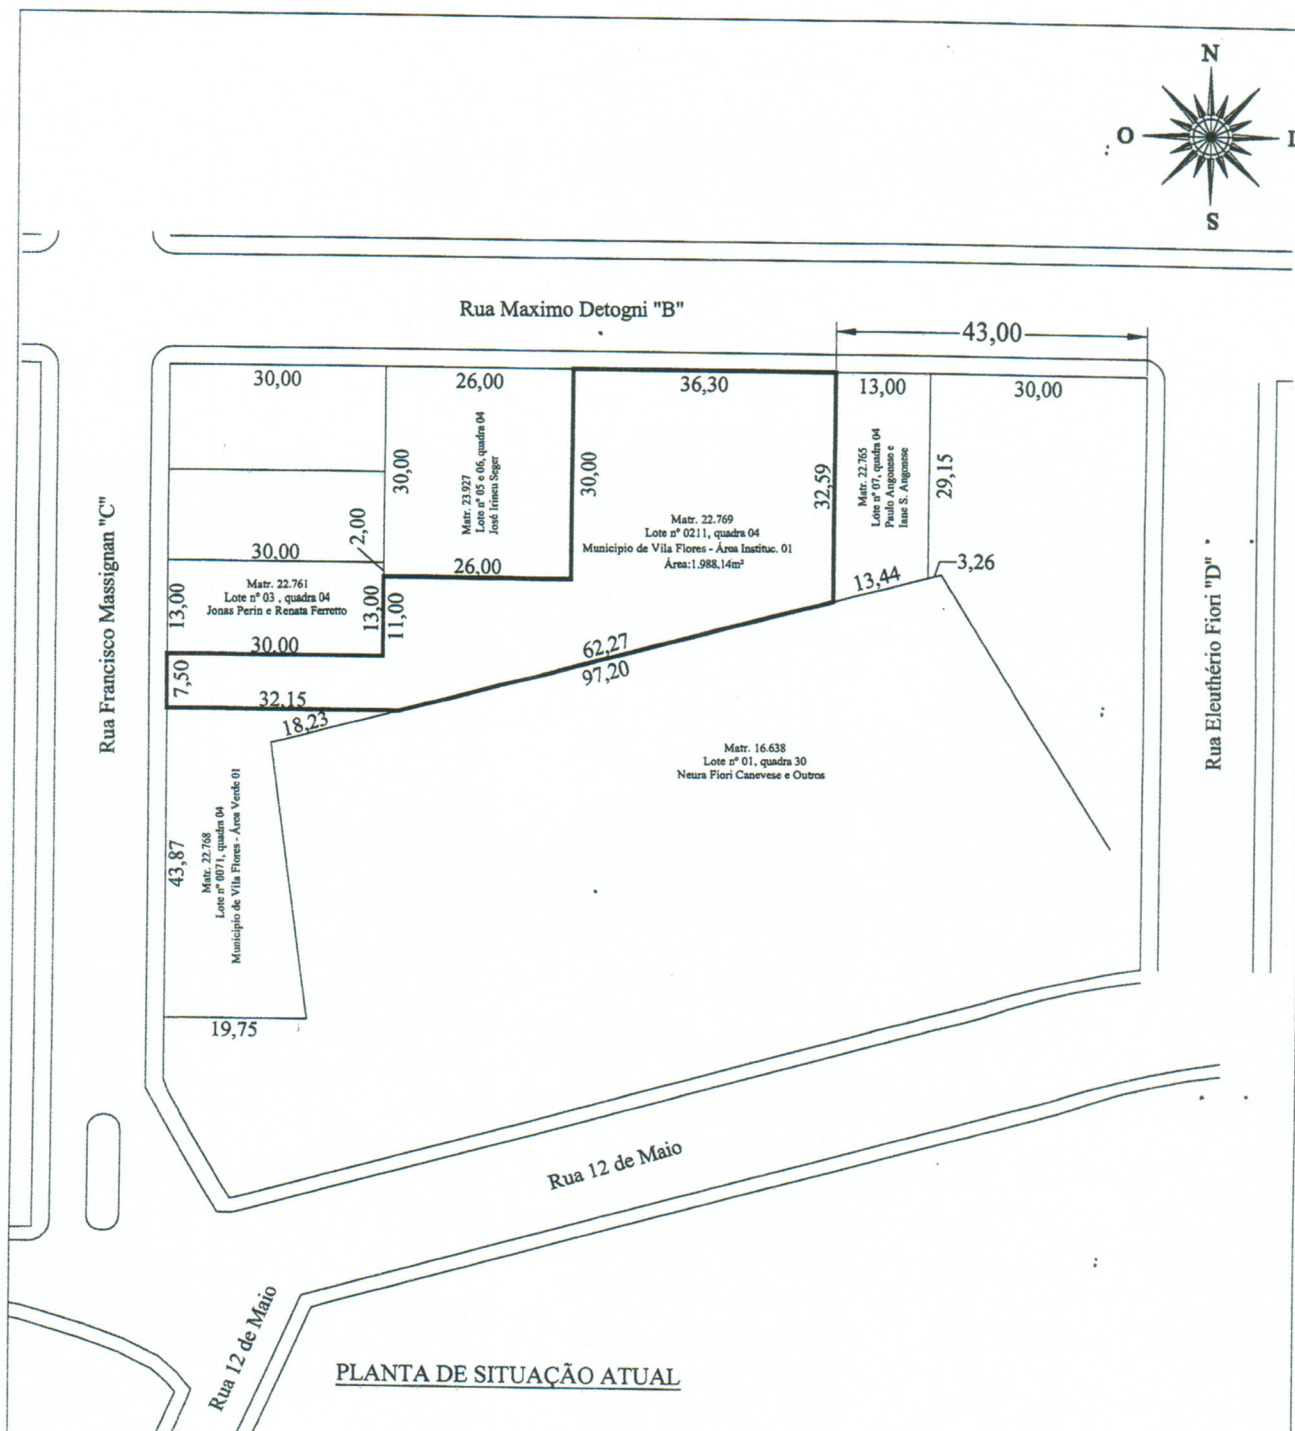 N
O
S
Rua Maximo Detogni "B"
43,00
30,00
26,00
36,30
13,00
30,00
Rua Francisco Massignan "C"
30,00
Matr. 23.927
Lote nº 05 e 06, quadra 04
José Irineu Seger
30,00
32,59
Matr. 22.765
Lote nº 07, quadra 04
Paulo Angonese e
Iane S. Angonese
29,15
2,00
Matr. 22.769
Lote nº 0211, quadra 04
Municipio de Vila Flores - Área Instituc. 01
Área:1.988,14m²
30,00
26,00
3,26
13,44
13,00
Matr. 22.761
Lote nº 03 , quadra 04
Jonas Perin e Renata Ferretto
13,00
11,00
30,00
62,27
97,20
7,50
32,15
18,23
Rua Eleuthério Fiori "D"
Matr. 16.638
Lote nº 01, quadra 30
Neura Fiori Canevese e Outros
43,87
Matr. 22.768
Lote nº 0071, quadra 04
Municipio de Vila Flores - Área Verde 01
19,75
Rua 12 de Maio
Rua 12 de Maio
PLANTA DE SITUAÇÃO ATUAL